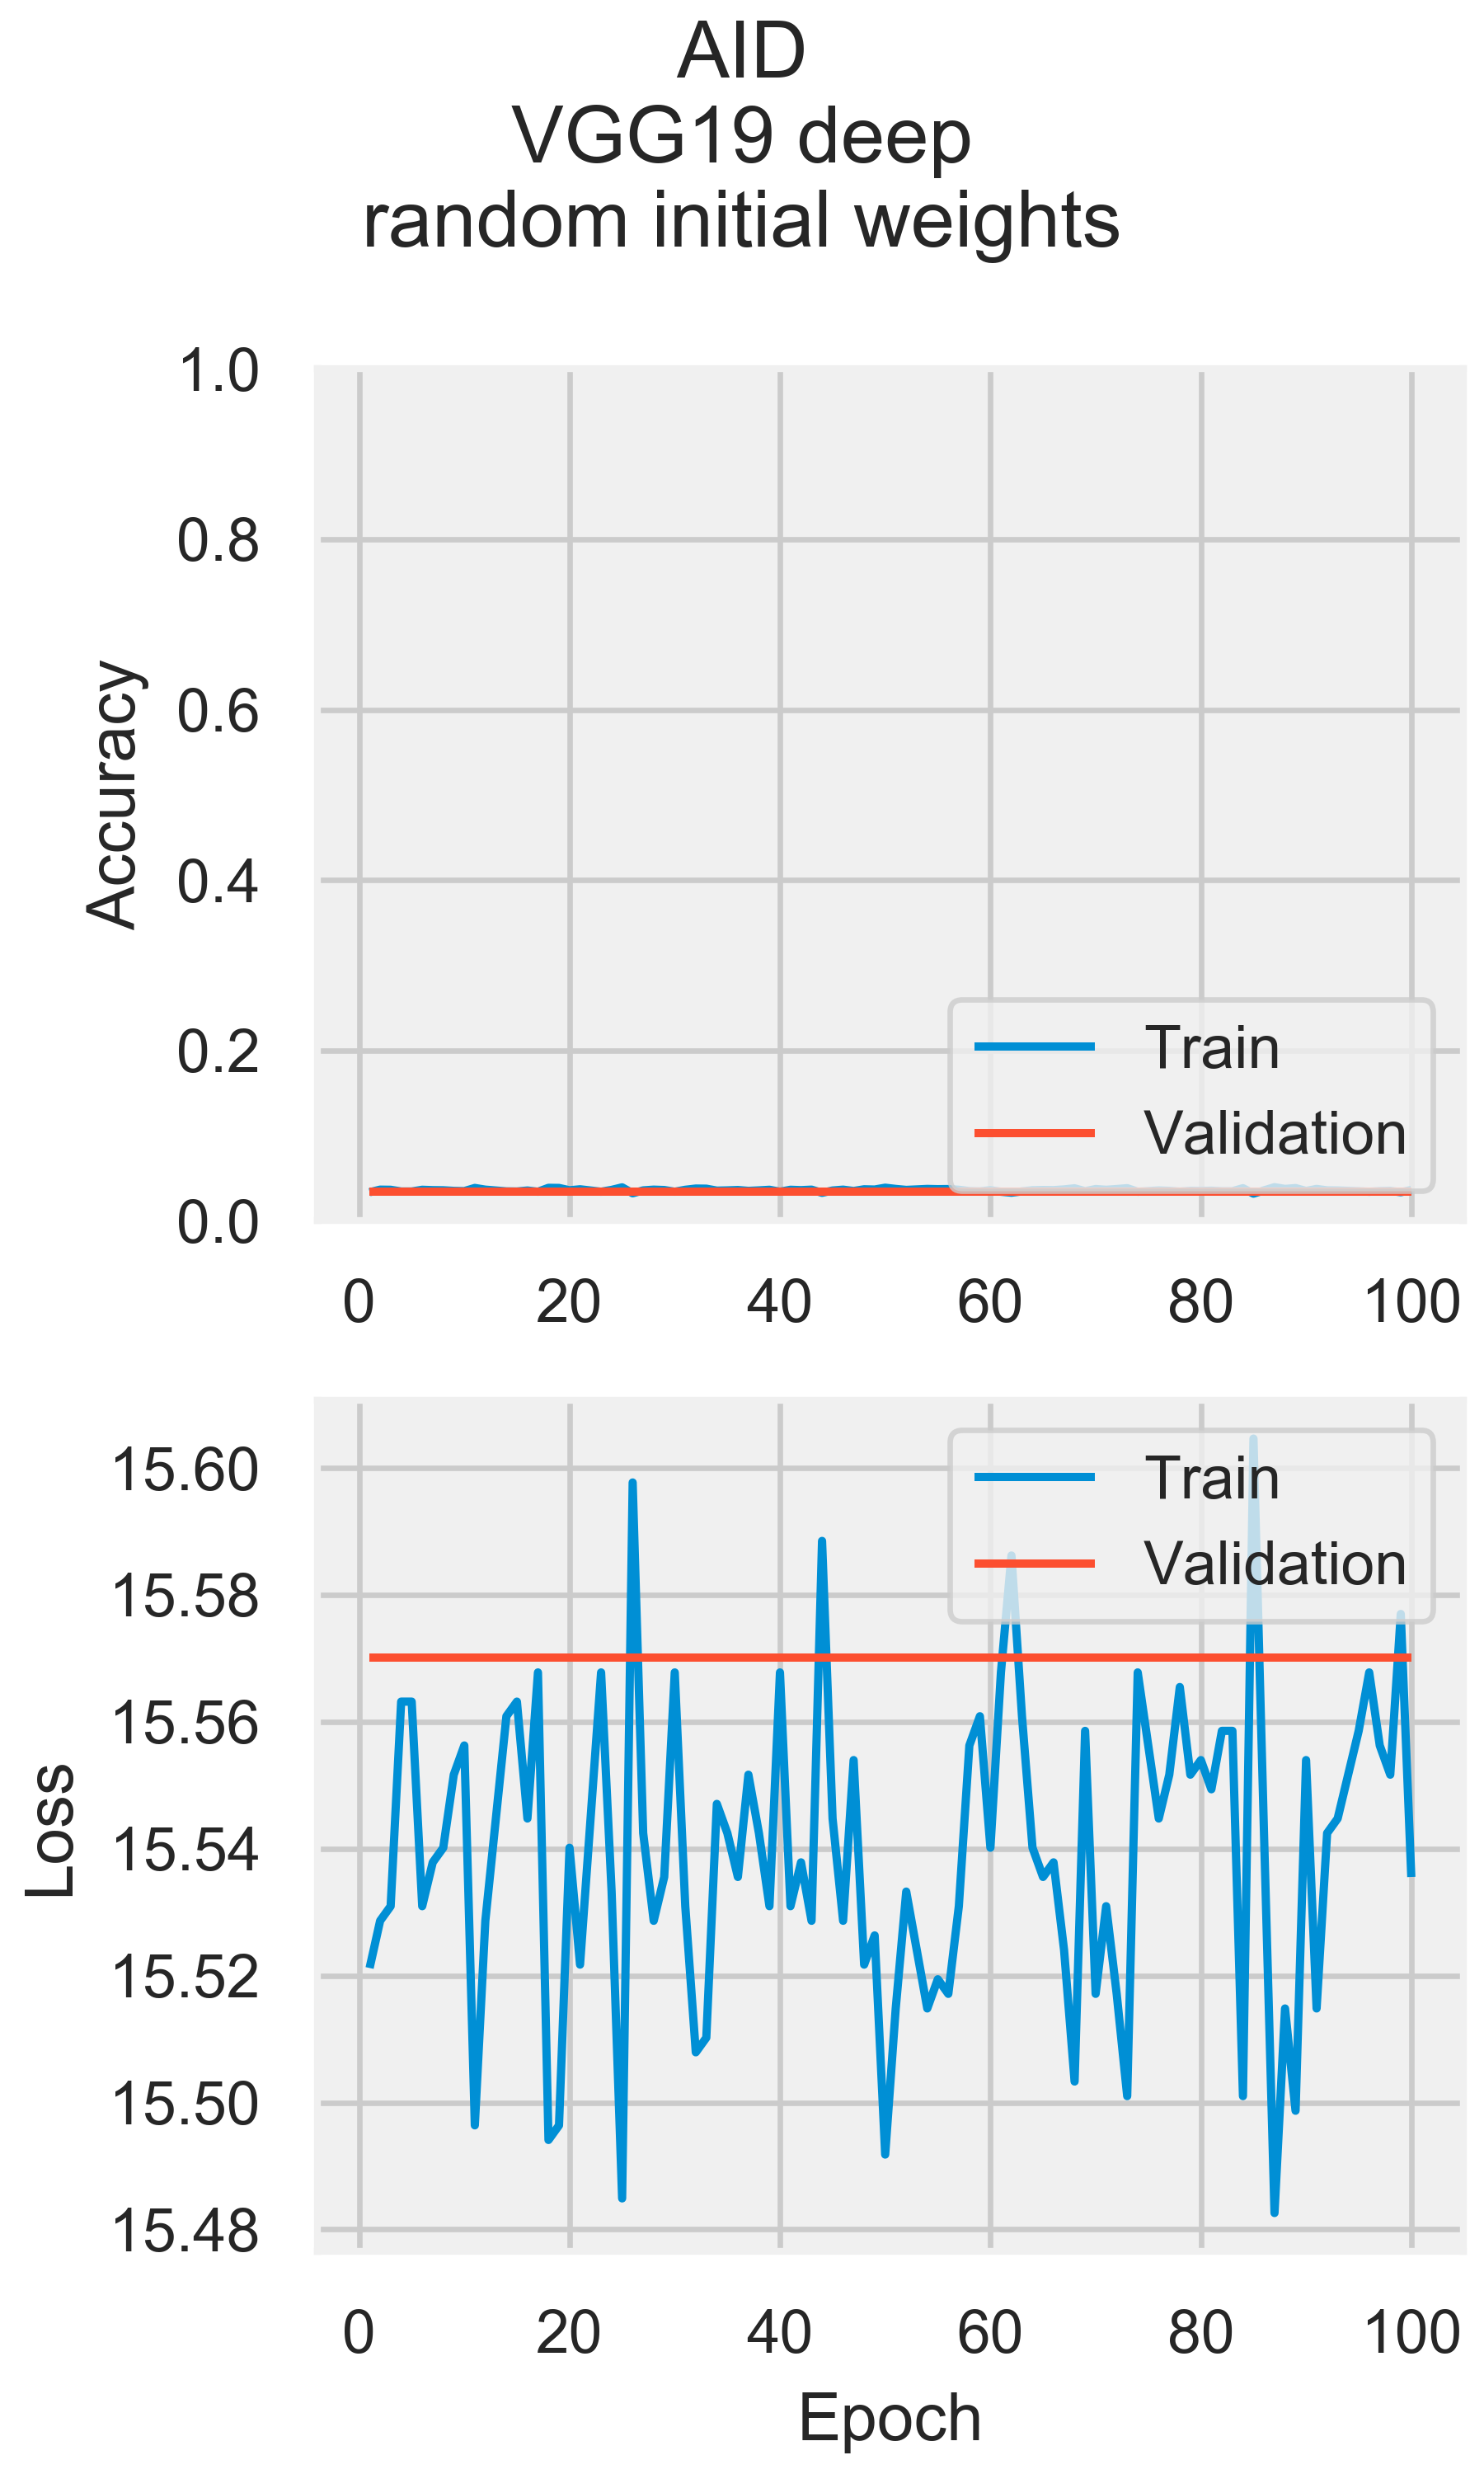 AID
VGG19 deep
random initial weights
1.0
0.8
0.6
0.4
0.2
0.0
Accuracy
Train
Validation
0 20 40 60 80 100
15.60
15.58
15.56
15.54
15.52
15.50
15.48
Loss
Train
Validation
0 20 40 60 80 100
Epoch